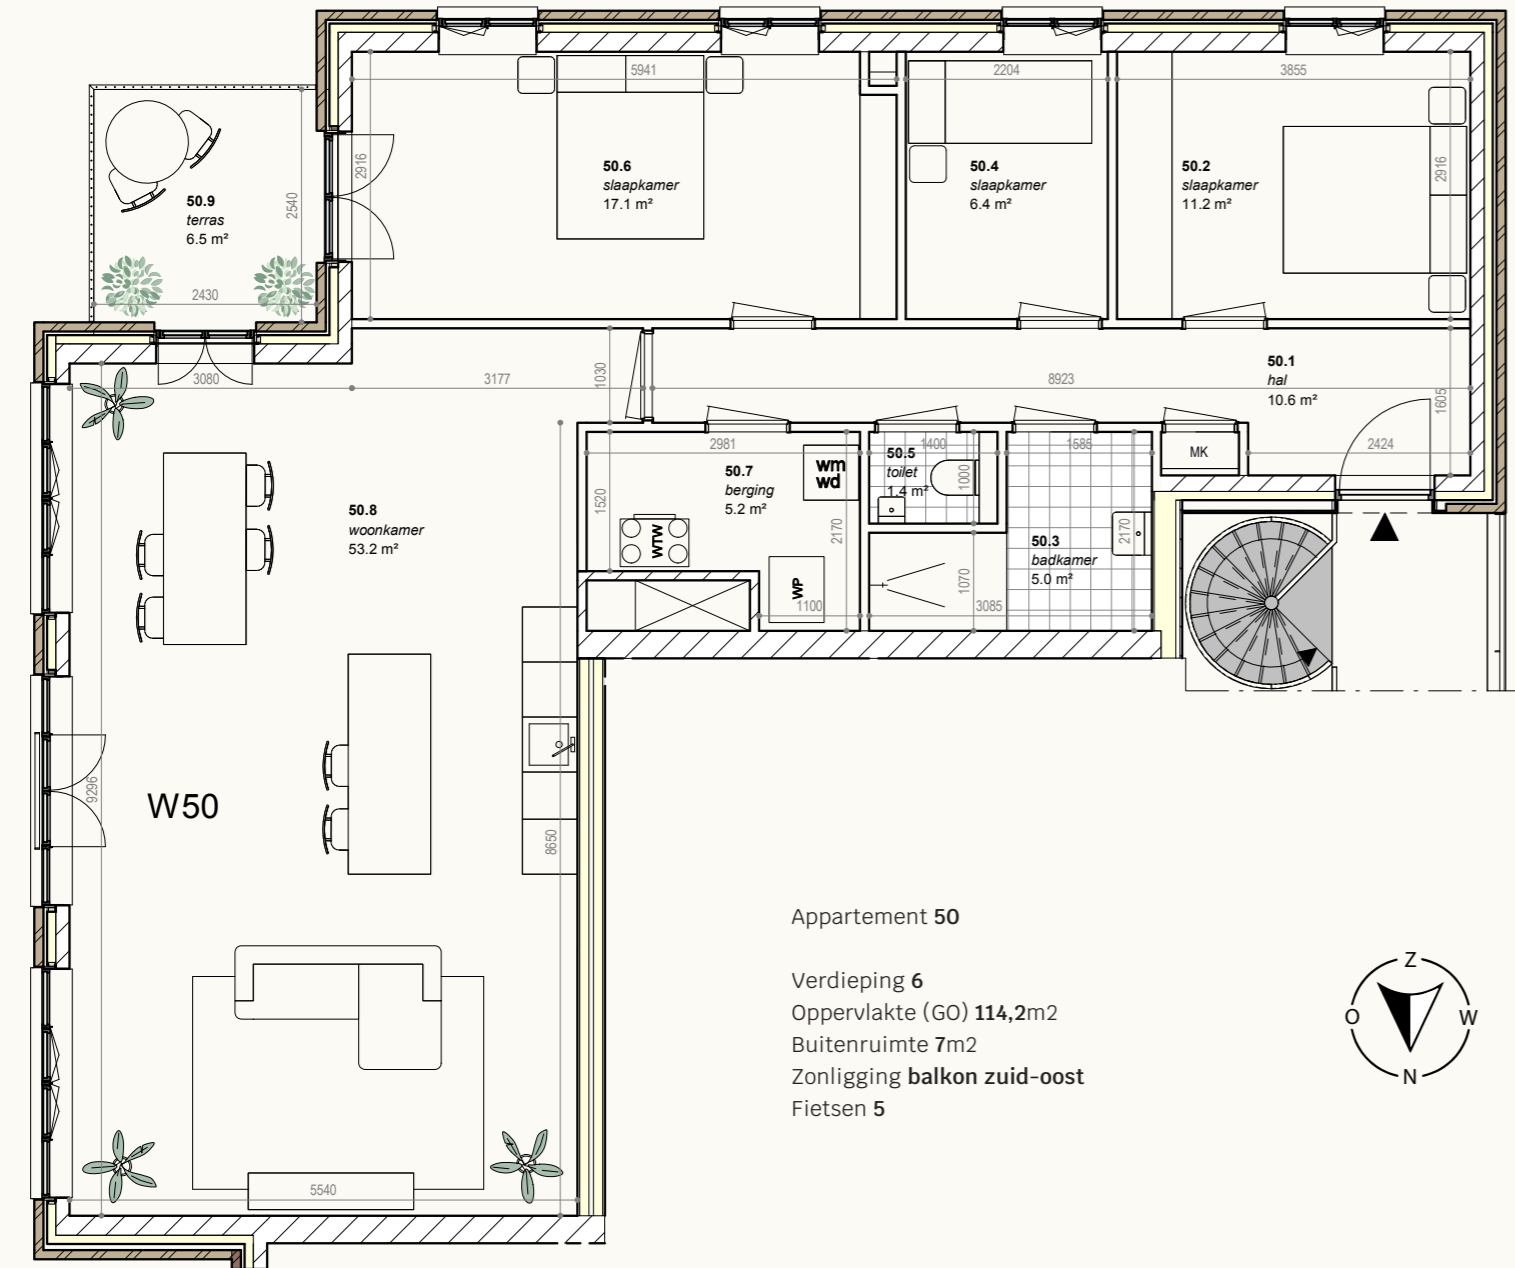 5941
2204
3855
2916
2916
50.6
slaapkamer
17.1 m²
50.4
slaapkamer
6.4 m²
50.2
slaapkamer
11.2 m²
50.9
terras
6.5 m²
2540
2430
3080
3177
1030
8923
50.1
hal
10.6 m²
1605
2981
50.7
berging
5.2 m²
wm
wd
50.5
toilet
1.4 m²
1400
1000
1585
MK
2424
1520
2170
WTW
WP
1100
50.3
badkamer
5.0 m²
2170
1070
3085
50.8
woonkamer
53.2 m²
W50
9296
8650
5540
Appartement 50
Verdieping 6
Oppervlakte (GO) 114,2m2
Buitenruimte 7m2
Zonligging balkon zuid-oost
Fietsen 5
Z
O
W
N